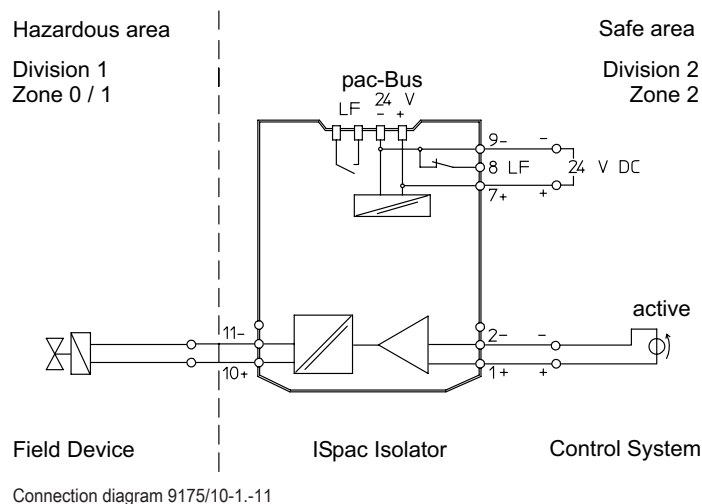 Hazardous area
Safe area
Division 1
Zone 0 / 1
Division 2
Zone 2
pac-Bus
LF 24 V
- +
9- -
8 LF 24 V DC
7+ +
active
11- 2- -
10+ 1+ +
Field Device
ISpac Isolator
Control System
Connection diagram 9175/10-1.-11